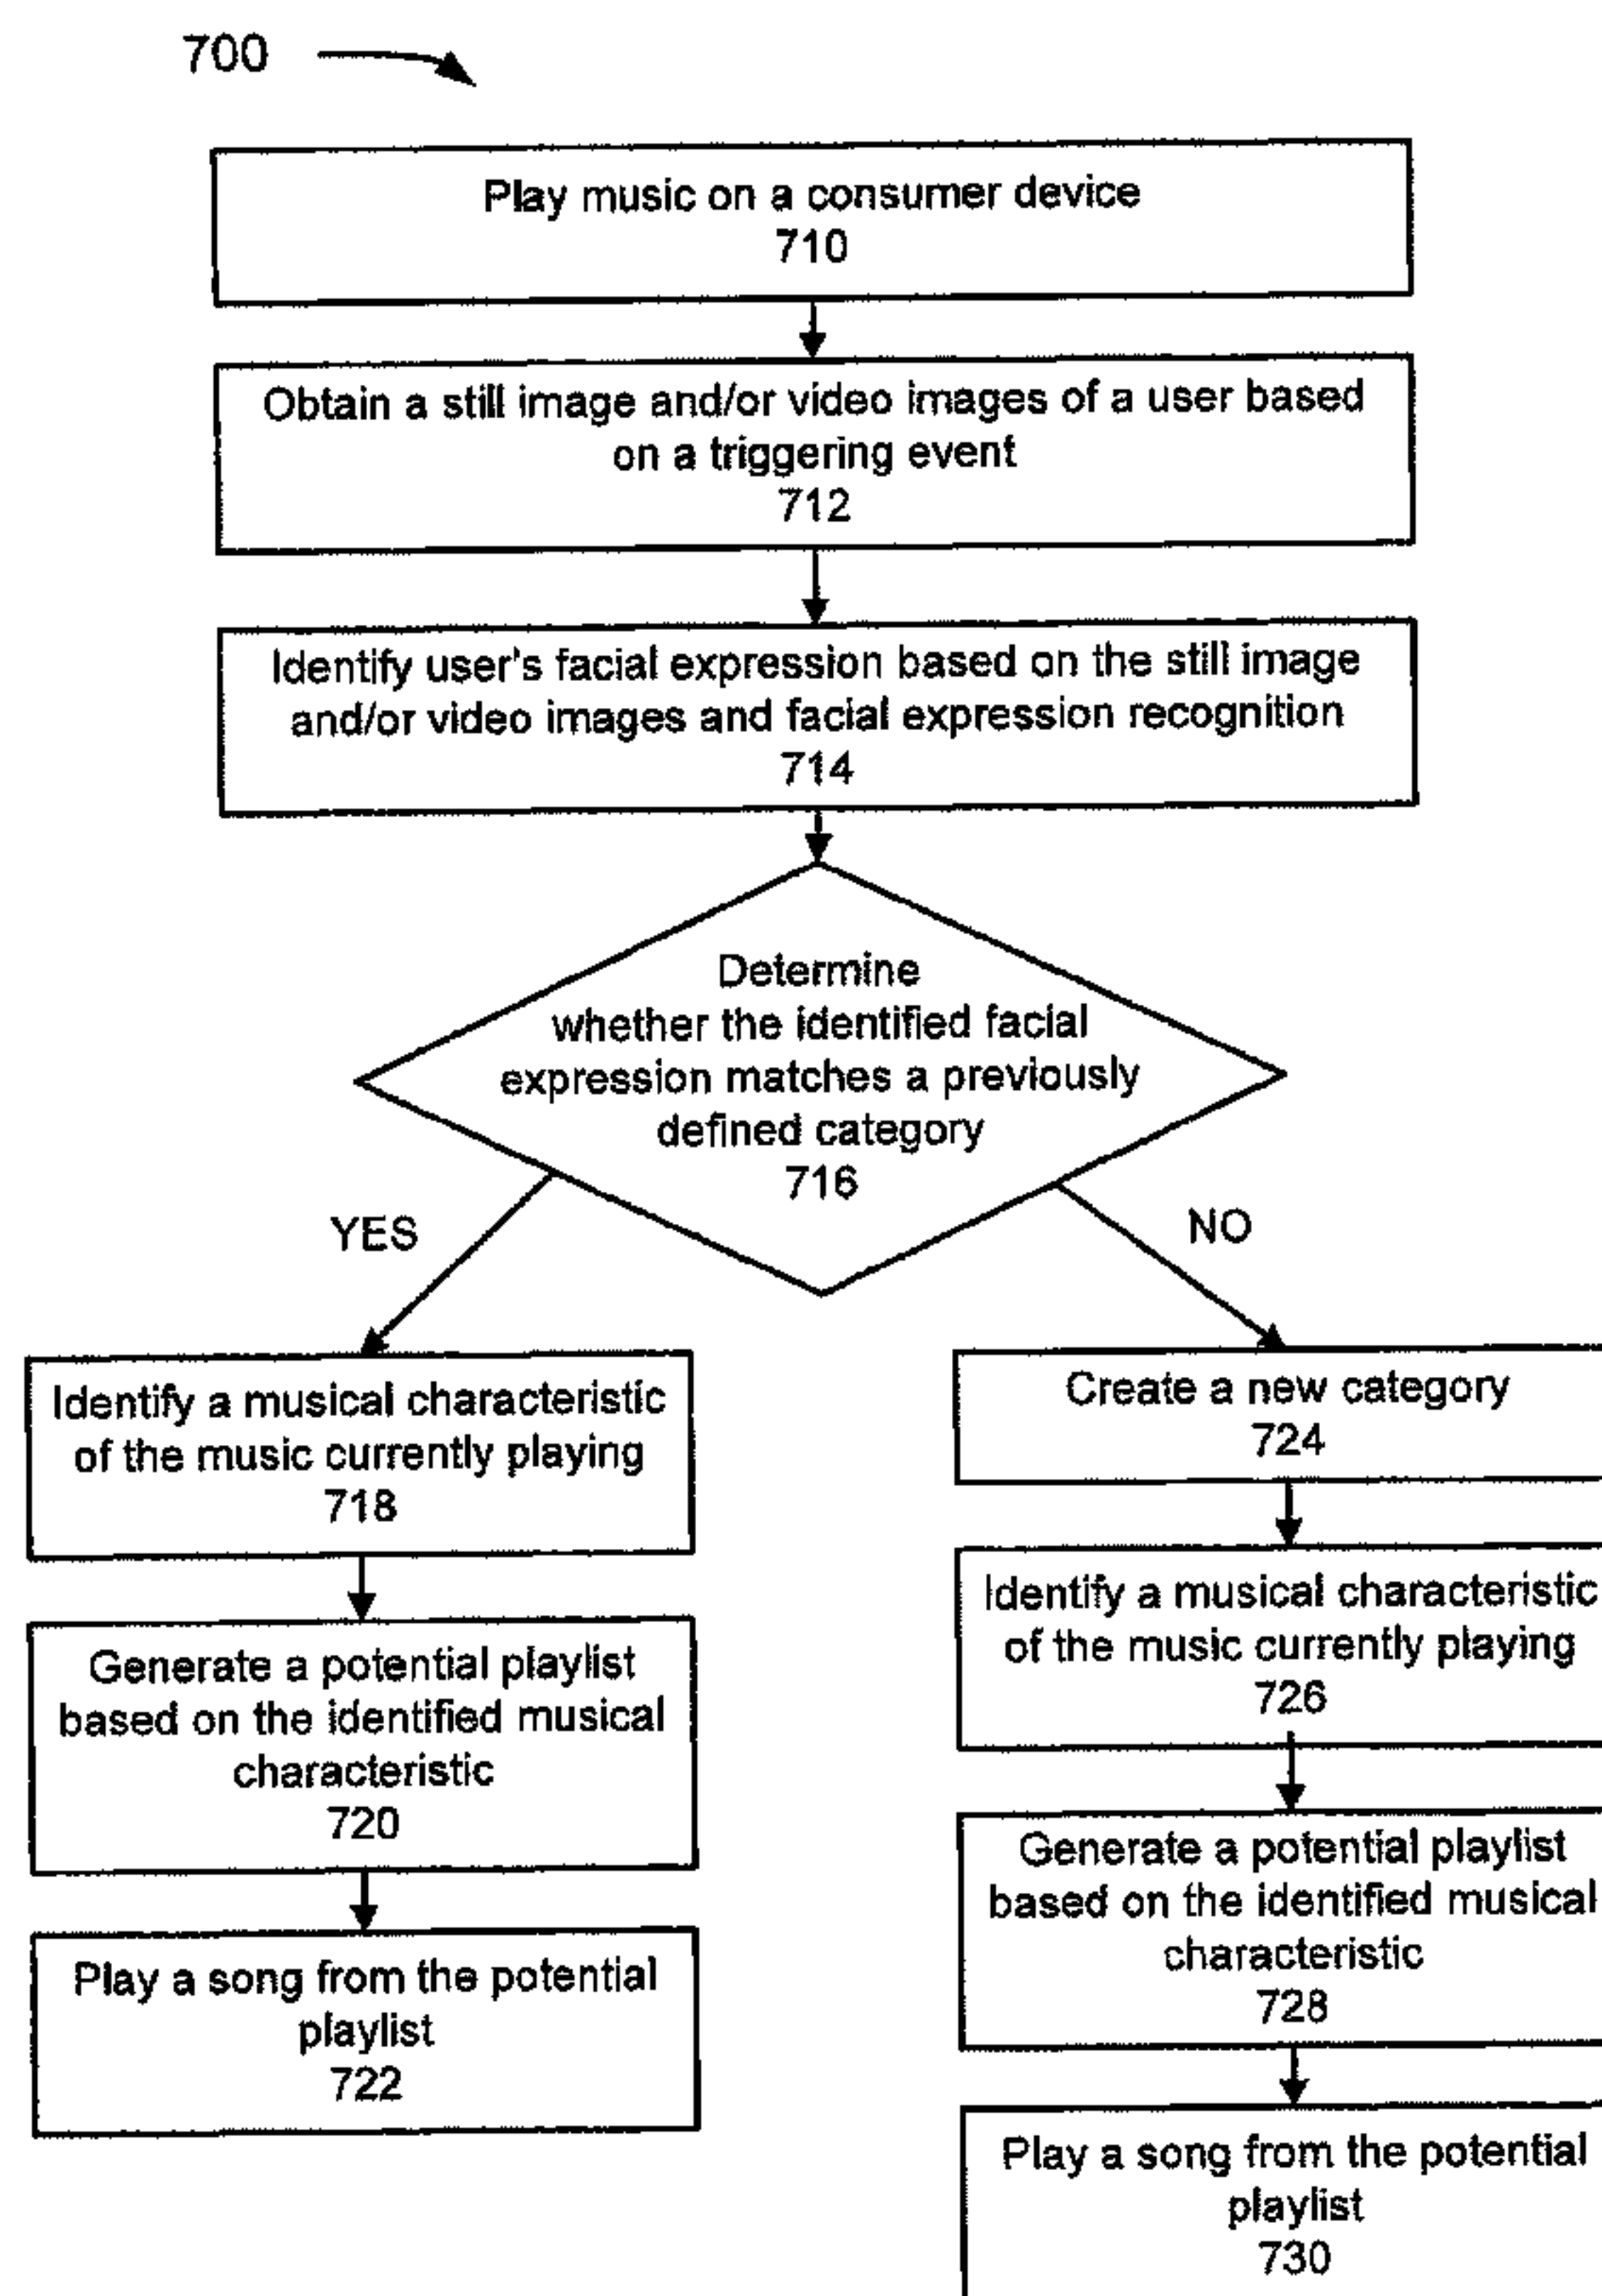 700
Play music on a consumer device
710
Obtain a still image and/or video images of a user based
on a triggering event
712
Identify user's facial expression based on the still image
and/or video images and facial expression recognition
714
Determine
whether the identified facial
expression matches a previously
defined category
716
YES
NO
Identify a musical characteristic
of the music currently playing
718
Generate a potential playlist
based on the identified musical
characteristic
720
Play a song from the potential
playlist
722
Create a new category
724
Identify a musical characteristic
of the music currently playing
726
Generate a potential playlist
based on the identified musical
characteristic
728
Play a song from the potential
playlist
730